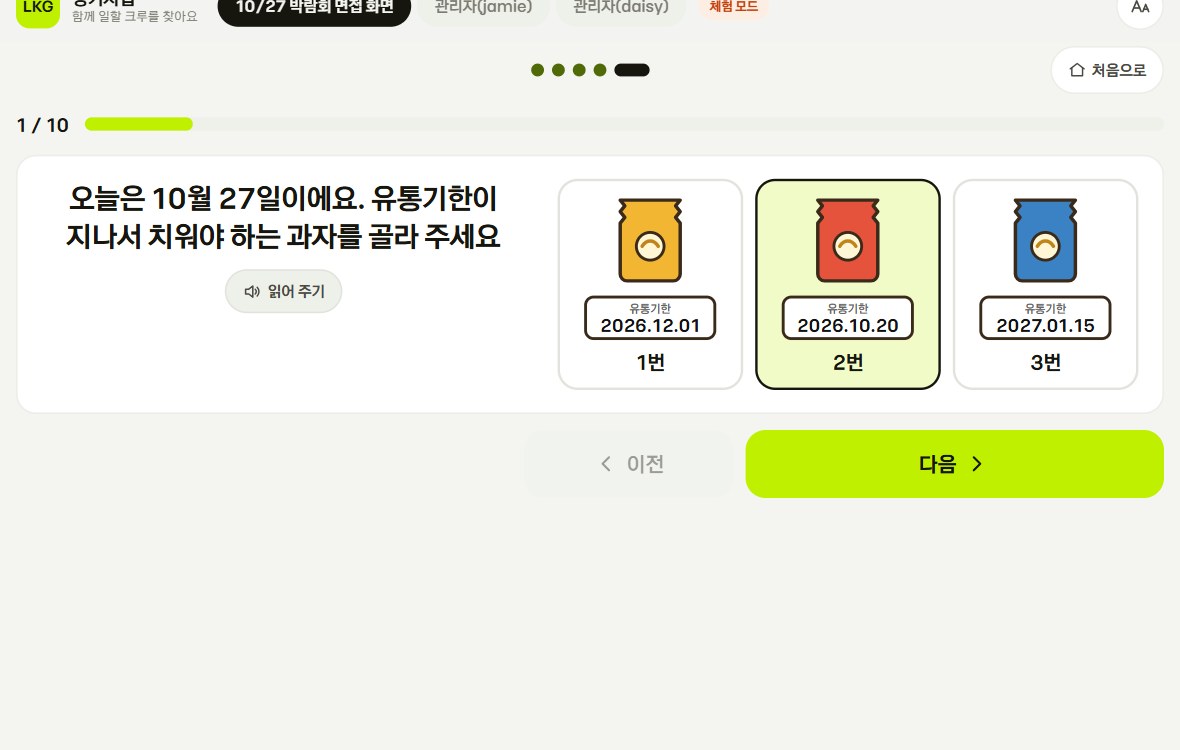 LKG
함께 일할 크루를 찾아요
10/27 박람회 면접 화면
관리자(jamie)
관리자(daisy)
체험 모드
AA
처음으로
1 / 10
오늘은 10월 27일이에요. 유통기한이
지나서 치워야 하는 과자를 골라 주세요
읽어 주기
유통기한
2026.12.01
1번
유통기한
2026.10.20
2번
유통기한
2027.01.15
3번
이전
다음